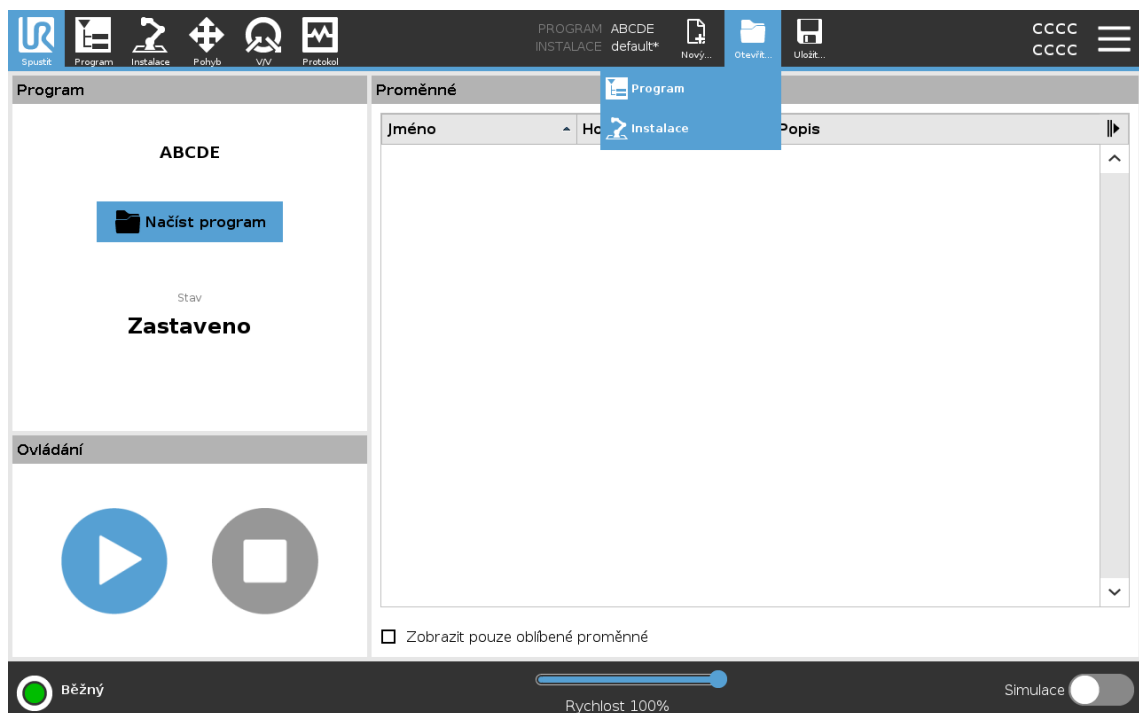 Spustit Program Instalace Pohyb V/V Protokol
PROGRAM ABCDE
INSTALACE default*
Nový... Otevřít... Uložit...
CCCC
CCCC
Program
Instalace
Program
ABCDE
Načíst program
Stav
Zastaveno
Ovládání
Proměnné
Jméno Ho Popis
Zobrazit pouze oblíbené proměnné
Běžný
Rychlost 100%
Simulace